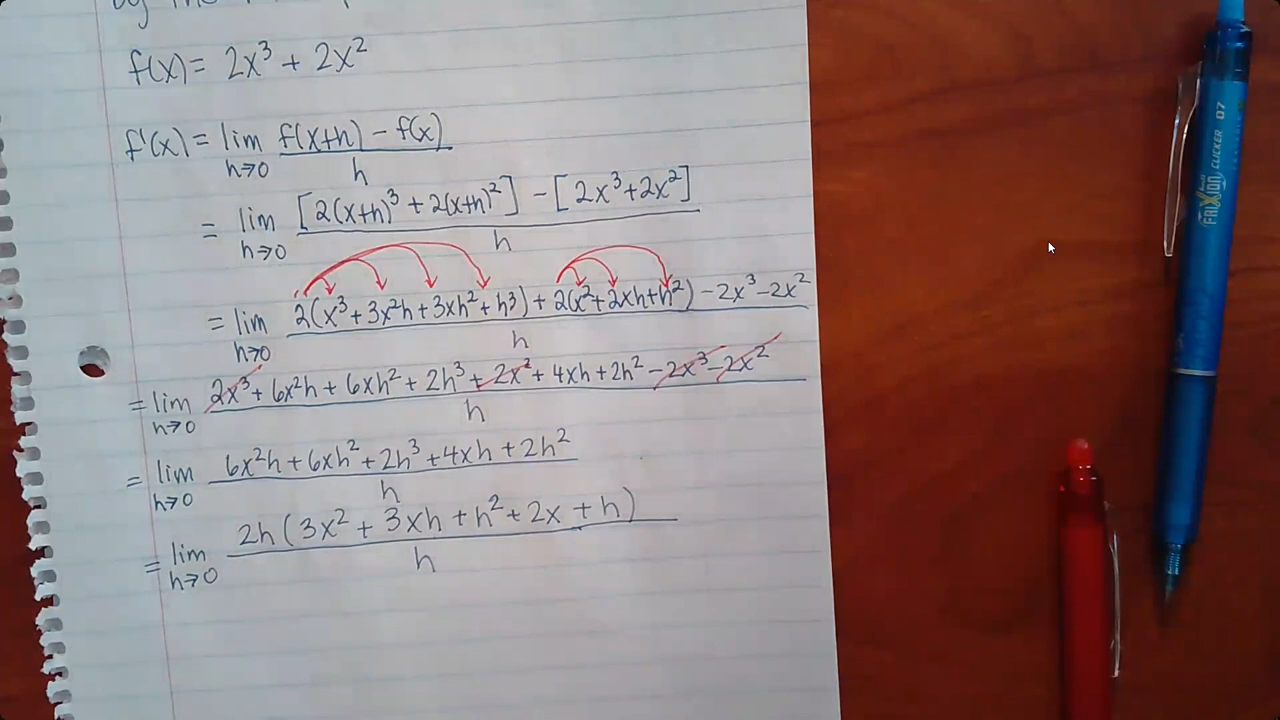 by the
f(x) = 2x³ + 2x²
f'(x) = lim h→0 f(x+h) - f(x) / h
= lim h→0 [2(x+h)³ + 2(x+h)²] - [2x³+2x²] / h
= lim h→0 2(x³+3x²h+3xh²+h³) + 2(x²+2xh+h²) - 2x³ - 2x² / h
= lim h→0 2x³ + 6x²h + 6xh² + 2h³ + 2x² + 4xh + 2h² - 2x³ - 2x² / h
= lim h→0 6x²h + 6xh² + 2h³ + 4xh + 2h² / h
= lim h→0 2h(3x² + 3xh + h² + 2x + h) / h
FRIXION CLICKER 07